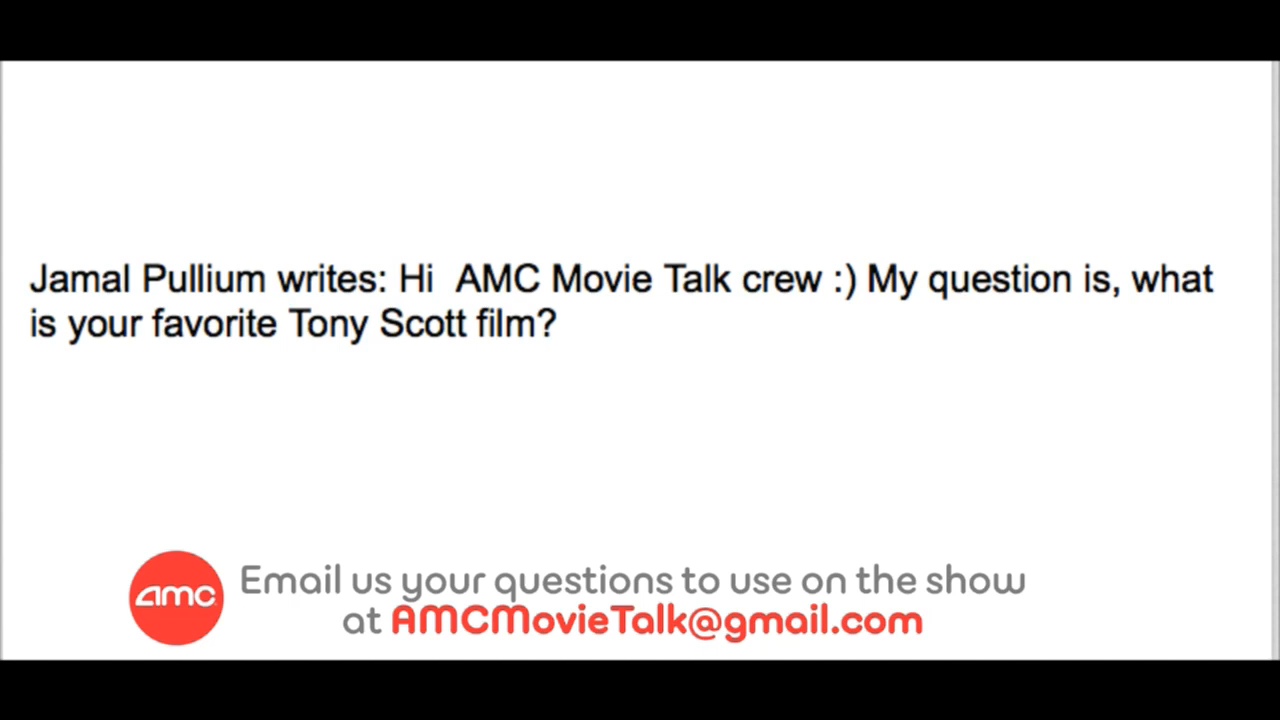 Jamal Pullium writes: Hi  AMC Movie Talk crew :) My question is, what
is your favorite Tony Scott film?
amc
Email us your questions to use on the show
at AMCMovieTalk@gmail.com